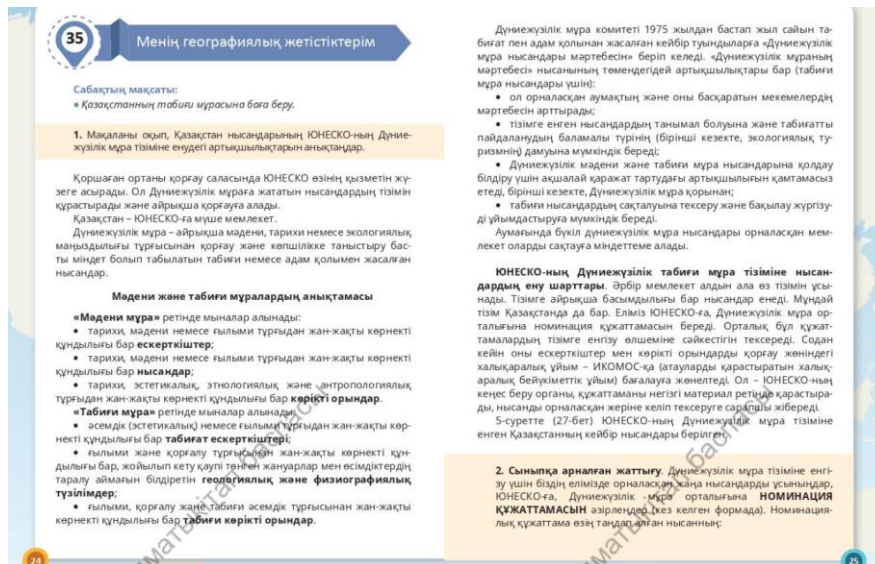 35
Менің географиялық жетістіктерім
Сабақтың мақсаты:
• Қазақстанның табиғи мұрасына баға беру.
1. Мақаланы оқып, Қазақстан нысандарының ЮНЕСКО-ның Дүние-
жүзілік мұра тізіміне енудегі артықшылықтарын анықтаңдар.
Қоршаған ортаны қорғау саласында ЮНЕСКО өзінің қызметін жү-
зеге асырады. Ол Дүниежүзілік мұраға жататын нысандардың тізімін
құрастырады және айрықша қорғауға алады.
Қазақстан – ЮНЕСКО-ға мүше мемлекет.
Дүниежүзілік мұра – айрықша мәдени, тарихи немесе экологиялық
маңыздылығы тұрғысынан қорғау және көпшілікке таныстыру бас-
ты міндет болып табылатын табиғи немесе адам қолымен жасалған
нысандар.
Мәдени және табиғи мұралардың анықтамасы
«Мәдени мұра» ретінде мыналар алынады:
• тарихи, мәдени немесе ғылыми тұрғыдан жан-жақты көрнекті
құндылығы бар ескерткіштер;
• тарихи, мәдени немесе ғылыми тұрғыдан жан-жақты көрнекті
құндылығы бар нысандар;
• тарихи, эстетикалық, этнологиялық және антропологиялық
тұрғыдан жан-жақты көрнекті құндылығы бар көрікті орындар.
«Табиғи мұра» ретінде мыналар алынады:
• әсемдік (эстетикалық) немесе ғылыми тұрғыдан жан-жақты көр-
некті құндылығы бар табиғат ескерткіштері;
• ғылыми және қорғалу тұрғысынан жан-жақты көрнекті құн-
дылығы бар, жойылып кету қаупі төнген жануарлар мен өсімдіктердің
таралу аймағын білдіретін геологиялық және физиографиялық
түзілімдер;
• ғылыми, қорғалу және табиғи әсемдік тұрғысынан жан-жақты
көрнекті құндылығы бар табиғи көрікті орындар.
24
Дүниежүзілік мұра комитеті 1975 жылдан бастап жыл сайын та-
биғат пен адам қолынан жасалған кейбір туындыларға «Дүниежүзілік
мұра нысандары мәртебесін» беріп келеді. «Дүниежүзілік мұраның
мәртебесі» нысанының төмендегідей артықшылықтары бар (табиғи
мұра нысандары үшін):
• ол орналасқан аумақтың және оны басқаратын мекемелердің
мәртебесін арттырады;
• тізімге енген нысандардың танымал болуына және табиғатты
пайдаланудың баламалы түрінің (бірінші кезекте, экологиялық ту-
ризмнің) дамуына мүмкіндік береді;
• Дүниежүзілік мәдени және табиғи мұра нысандарына қолдау
білдіру үшін ақшалай қаражат тартудағы артықшылығын қамтамасыз
етеді, бірінші кезекте, Дүниежүзілік мұра қорынан;
• табиғи нысандардың сақталуына тексеру және бақылау жүргізу-
ді ұйымдастыруға мүмкіндік береді.
Аумағында бүкіл дүниежүзілік мұра нысандары орналасқан мем-
лекет оларды сақтауға міндеттеме алады.
ЮНЕСКО-ның Дүниежүзілік табиғи мұра тізіміне нысан-
дардың ену шарттары. Әрбір мемлекет алдын ала өз тізімін ұсы-
нады. Тізімге айрықша басымдылығы бар нысандар енеді. Мұндай
тізім Қазақстанда да бар. Еліміз ЮНЕСКО-ға, Дүниежүзілік мұра ор-
талығына номинация құжаттамасын береді. Орталық бұл құжат-
тамалардың тізімге енгізу өлшеміне сәйкестігін тексереді. Содан
кейін оны ескерткіштер мен көрікті орындарды қорғау жөніндегі
халықаралық ұйым – ИКОМОС-қа (атауларды қарастыратын халық-
аралық бейүкіметтік ұйым) бағалауға жөнелтеді. Ол – ЮНЕСКО-ның
кеңес беру органы, құжаттаманы негізгі материал ретінде қарастыра-
ды, нысанды орналасқан жеріне келіп тексеруге сарапшы жібереді.
5-суретте (27-бет) ЮНЕСКО-ның Дүниежүзілік мұра тізіміне
енген Қазақстанның кейбір нысандары берілген.
2. Сыныпқа арналған жаттығу. Дүниежүзілік мұра тізіміне енгі-
зу үшін біздің елімізде орналасқан жаңа нысандарды ұсыныңдар,
ЮНЕСКО-ға, Дүниежүзілік мұра орталығына НОМИНАЦИЯ
ҚҰЖАТТАМАСЫН әзірлеңдер (кез келген формада). Номинация-
лық құжаттама өзің таңдап алған нысанның:
25